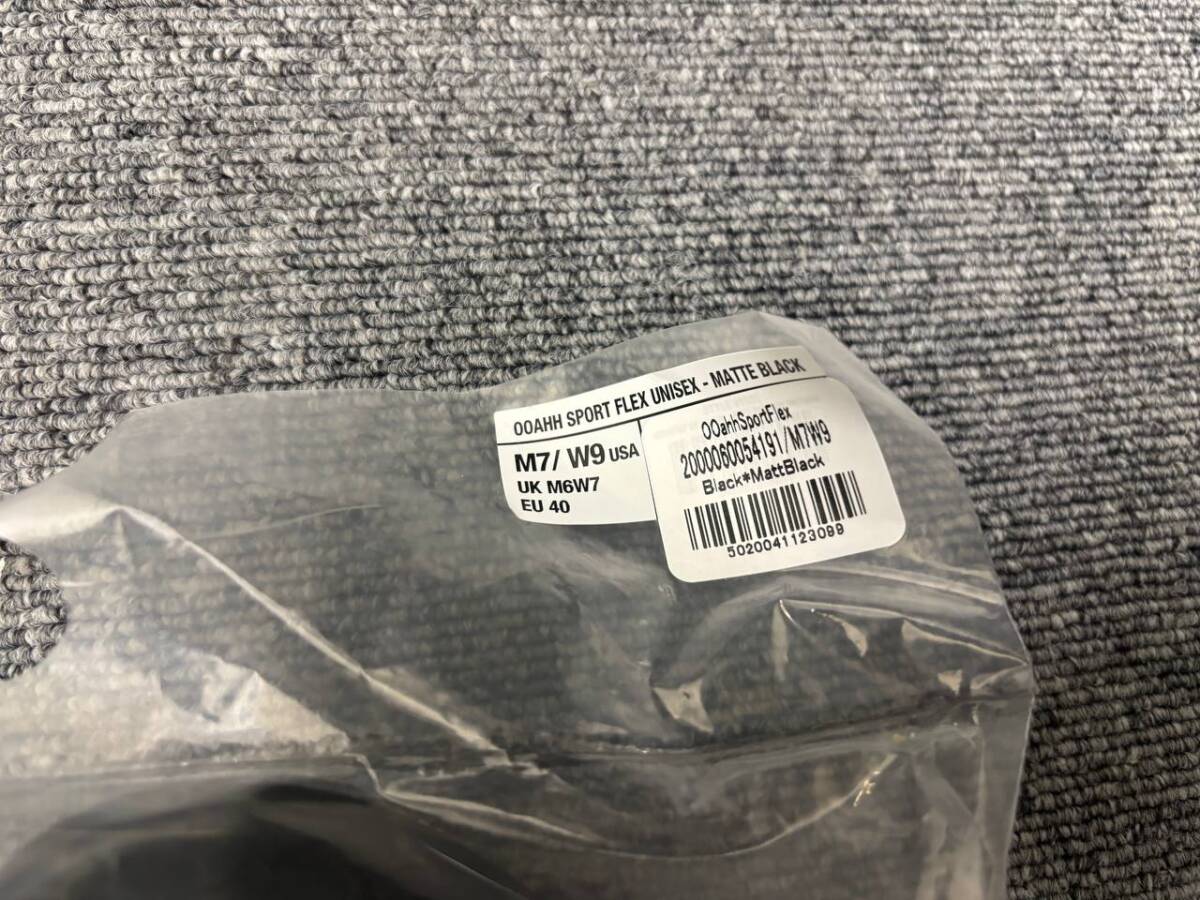 OOAHH SPORT FLEX UNISEX - MATTE BLACK
M7/ W9 USA
UK M6W7
EU 40
OOahhSportFlex
2000060054191/M7W9
Black*MattBlack
5020041123099